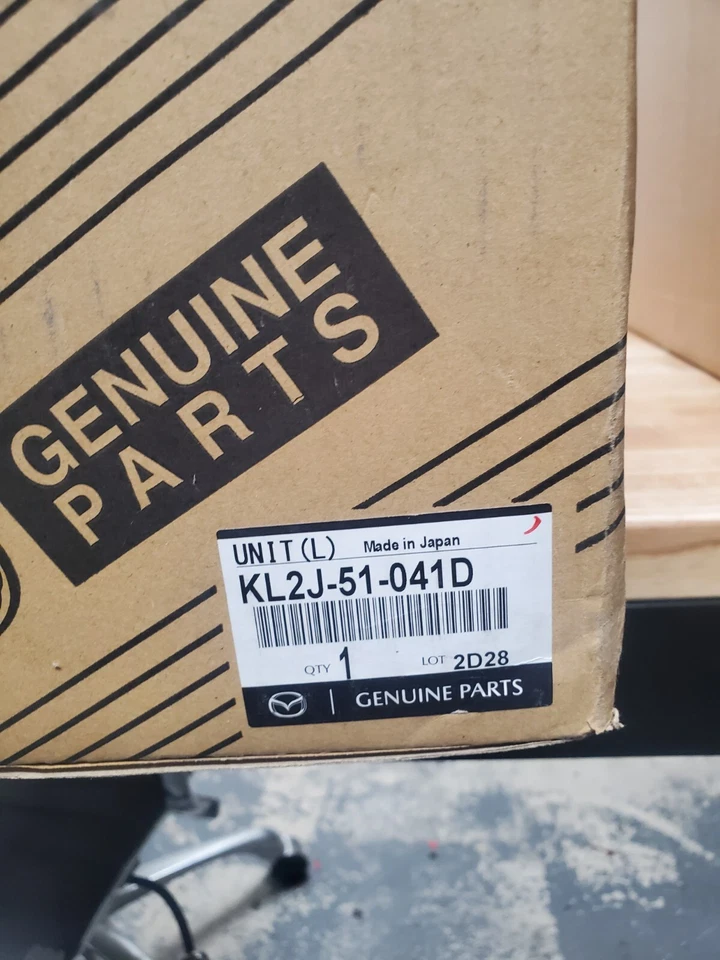 GENUINE
PARTS
UNIT(L) Made in Japan
KL2J-51-041D
QTY 1 LOT 2D28
GENUINE PARTS